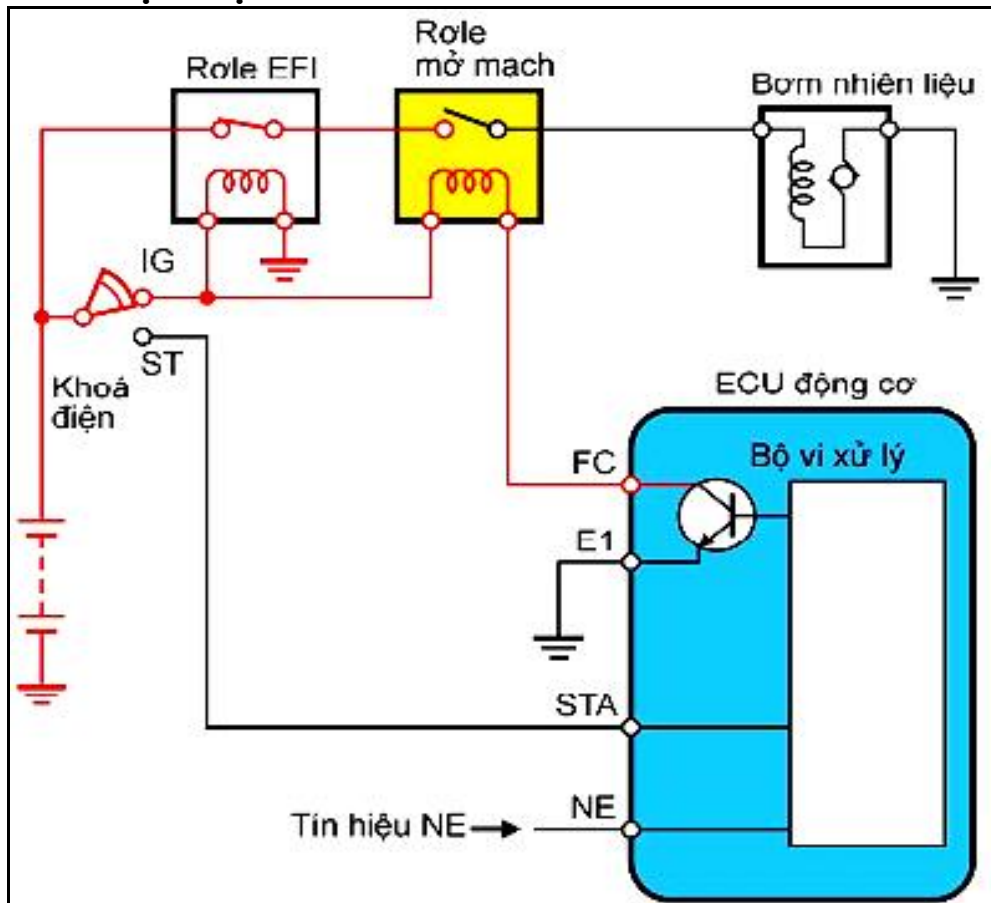 Rơle EFI
Rơle
mở mach
Bơm nhiên liệu
IG
ST
Khoá
điện
ECU động cơ
Bộ vi xử lý
FC
E1
STA
NE
Tín hiệu NE